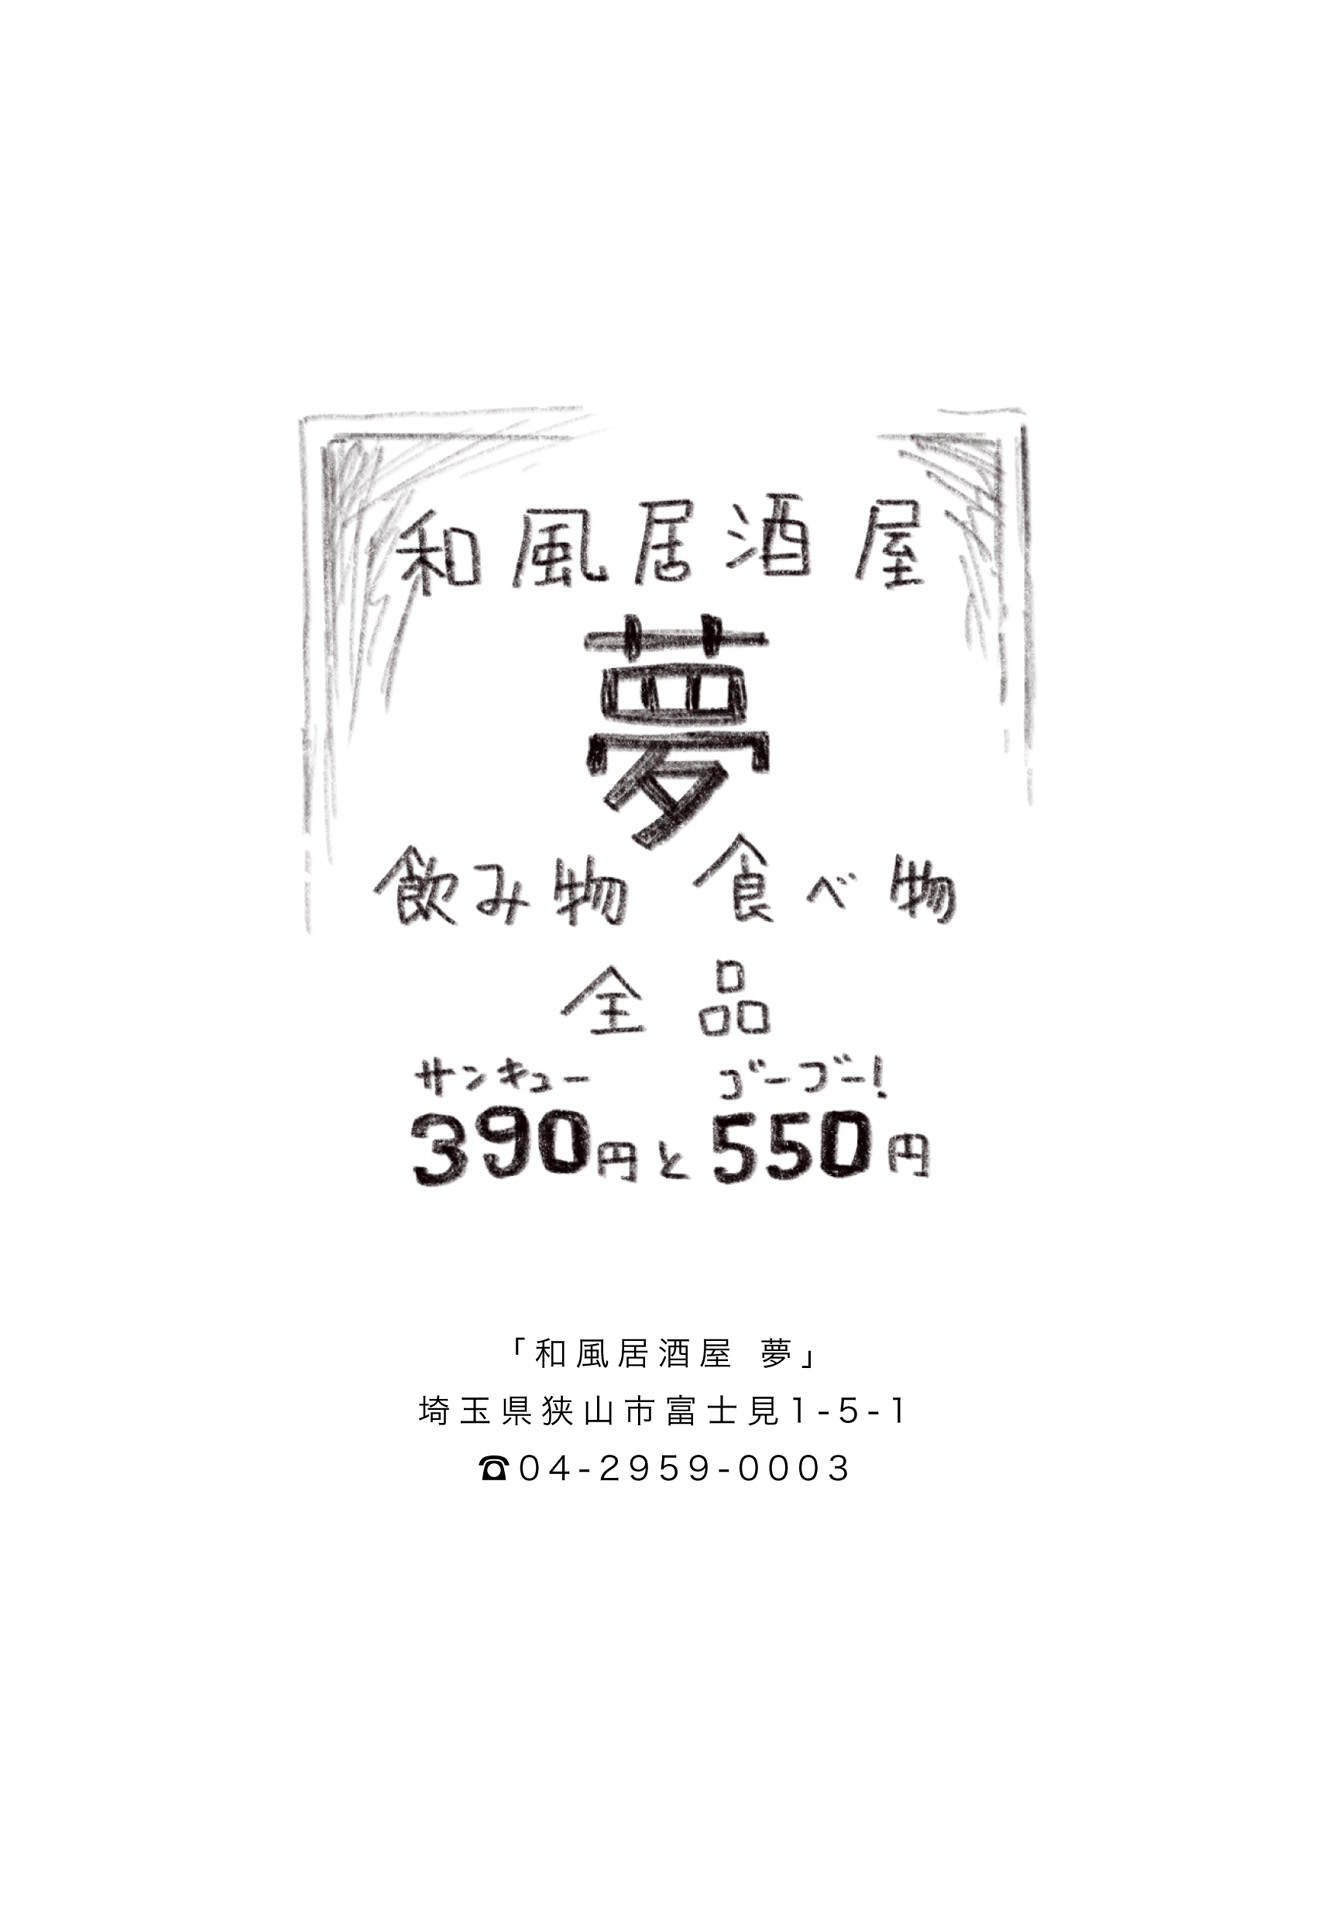 和風居酒屋
夢
飲み物 食べ物
全品
サンキュー ゴーゴー!
390円と550円
「和風居酒屋 夢」
埼玉県狭山市富士見1-5-1
☎04-2959-0003